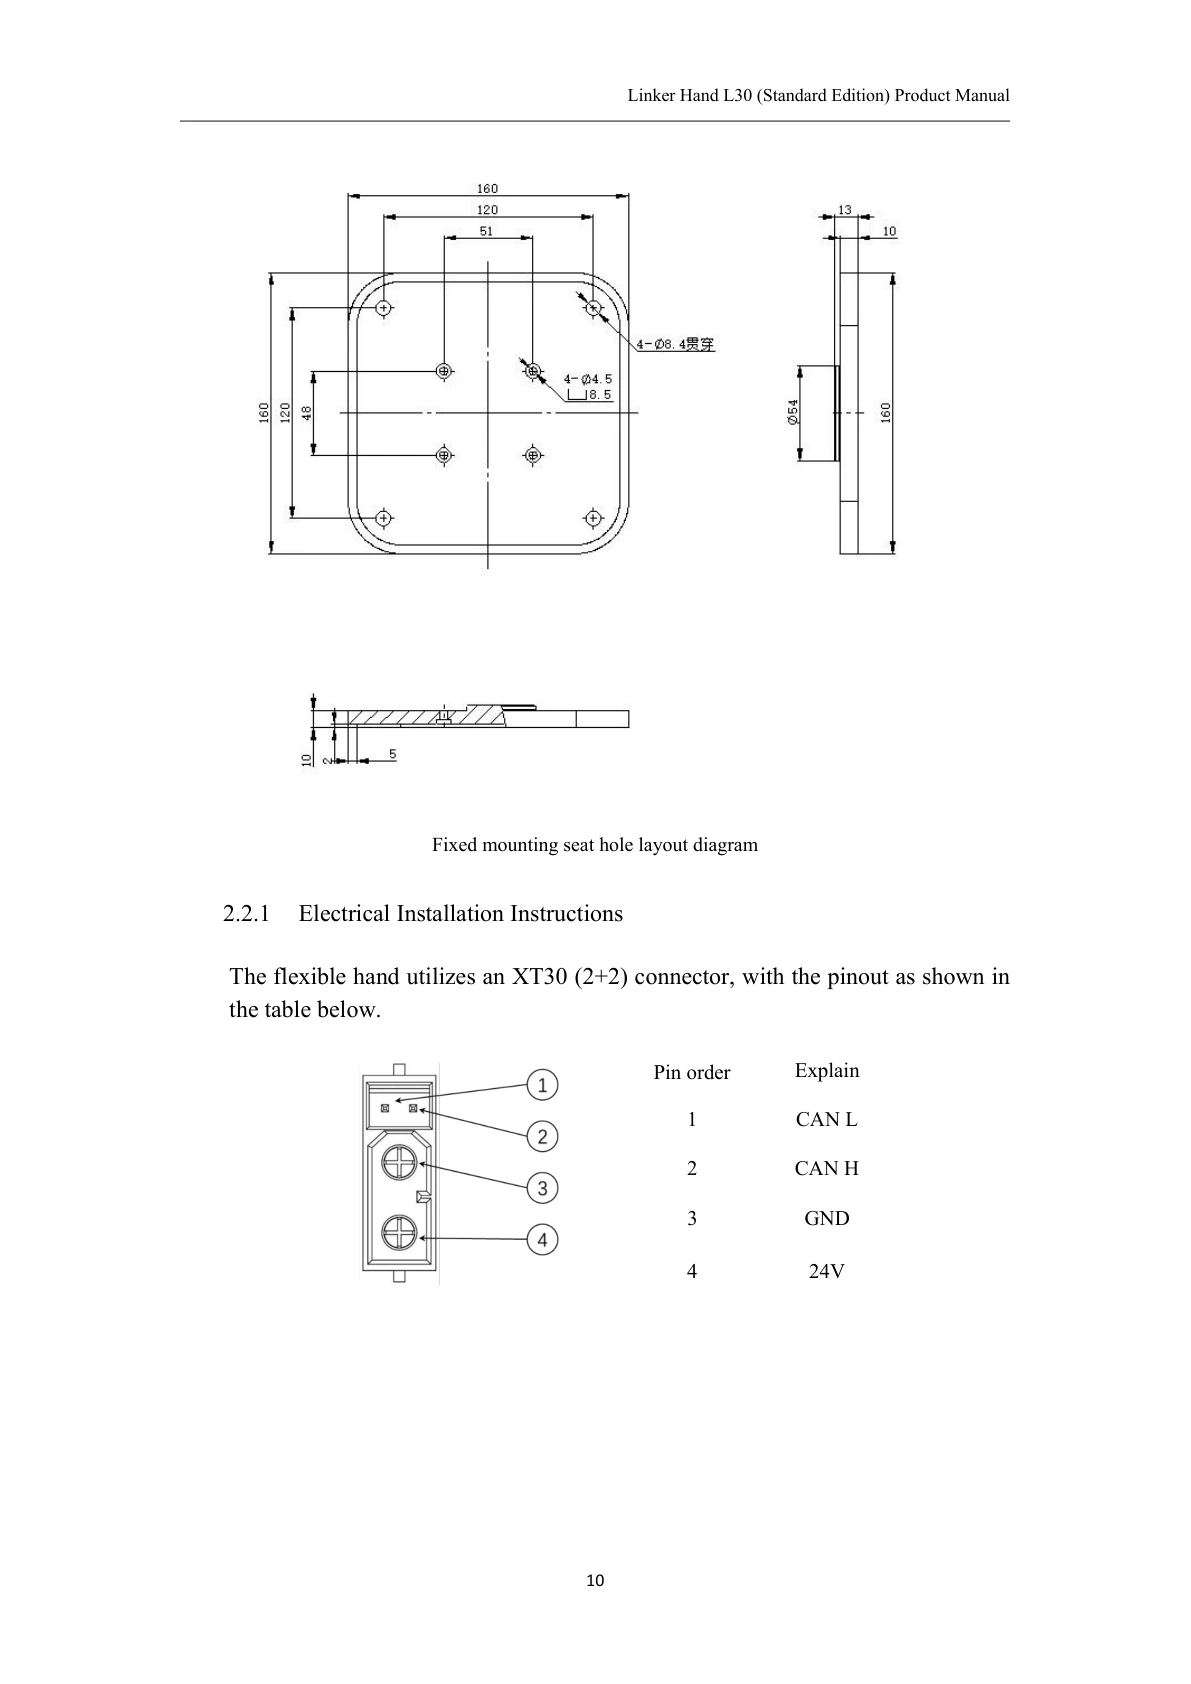 Linker Hand L30 (Standard Edition) Product Manual
160
120
51
13
10
4-Ø8.4贯穿
4-Ø4.5
⌴8.5
160
120
48
Ø54
160
10
2
5
Fixed mounting seat hole layout diagram
2.2.1 Electrical Installation Instructions
The flexible hand utilizes an XT30 (2+2) connector, with the pinout as shown in
the table below.
1
2
3
4
Pin order Explain
1 CAN L
2 CAN H
3 GND
4 24V
10